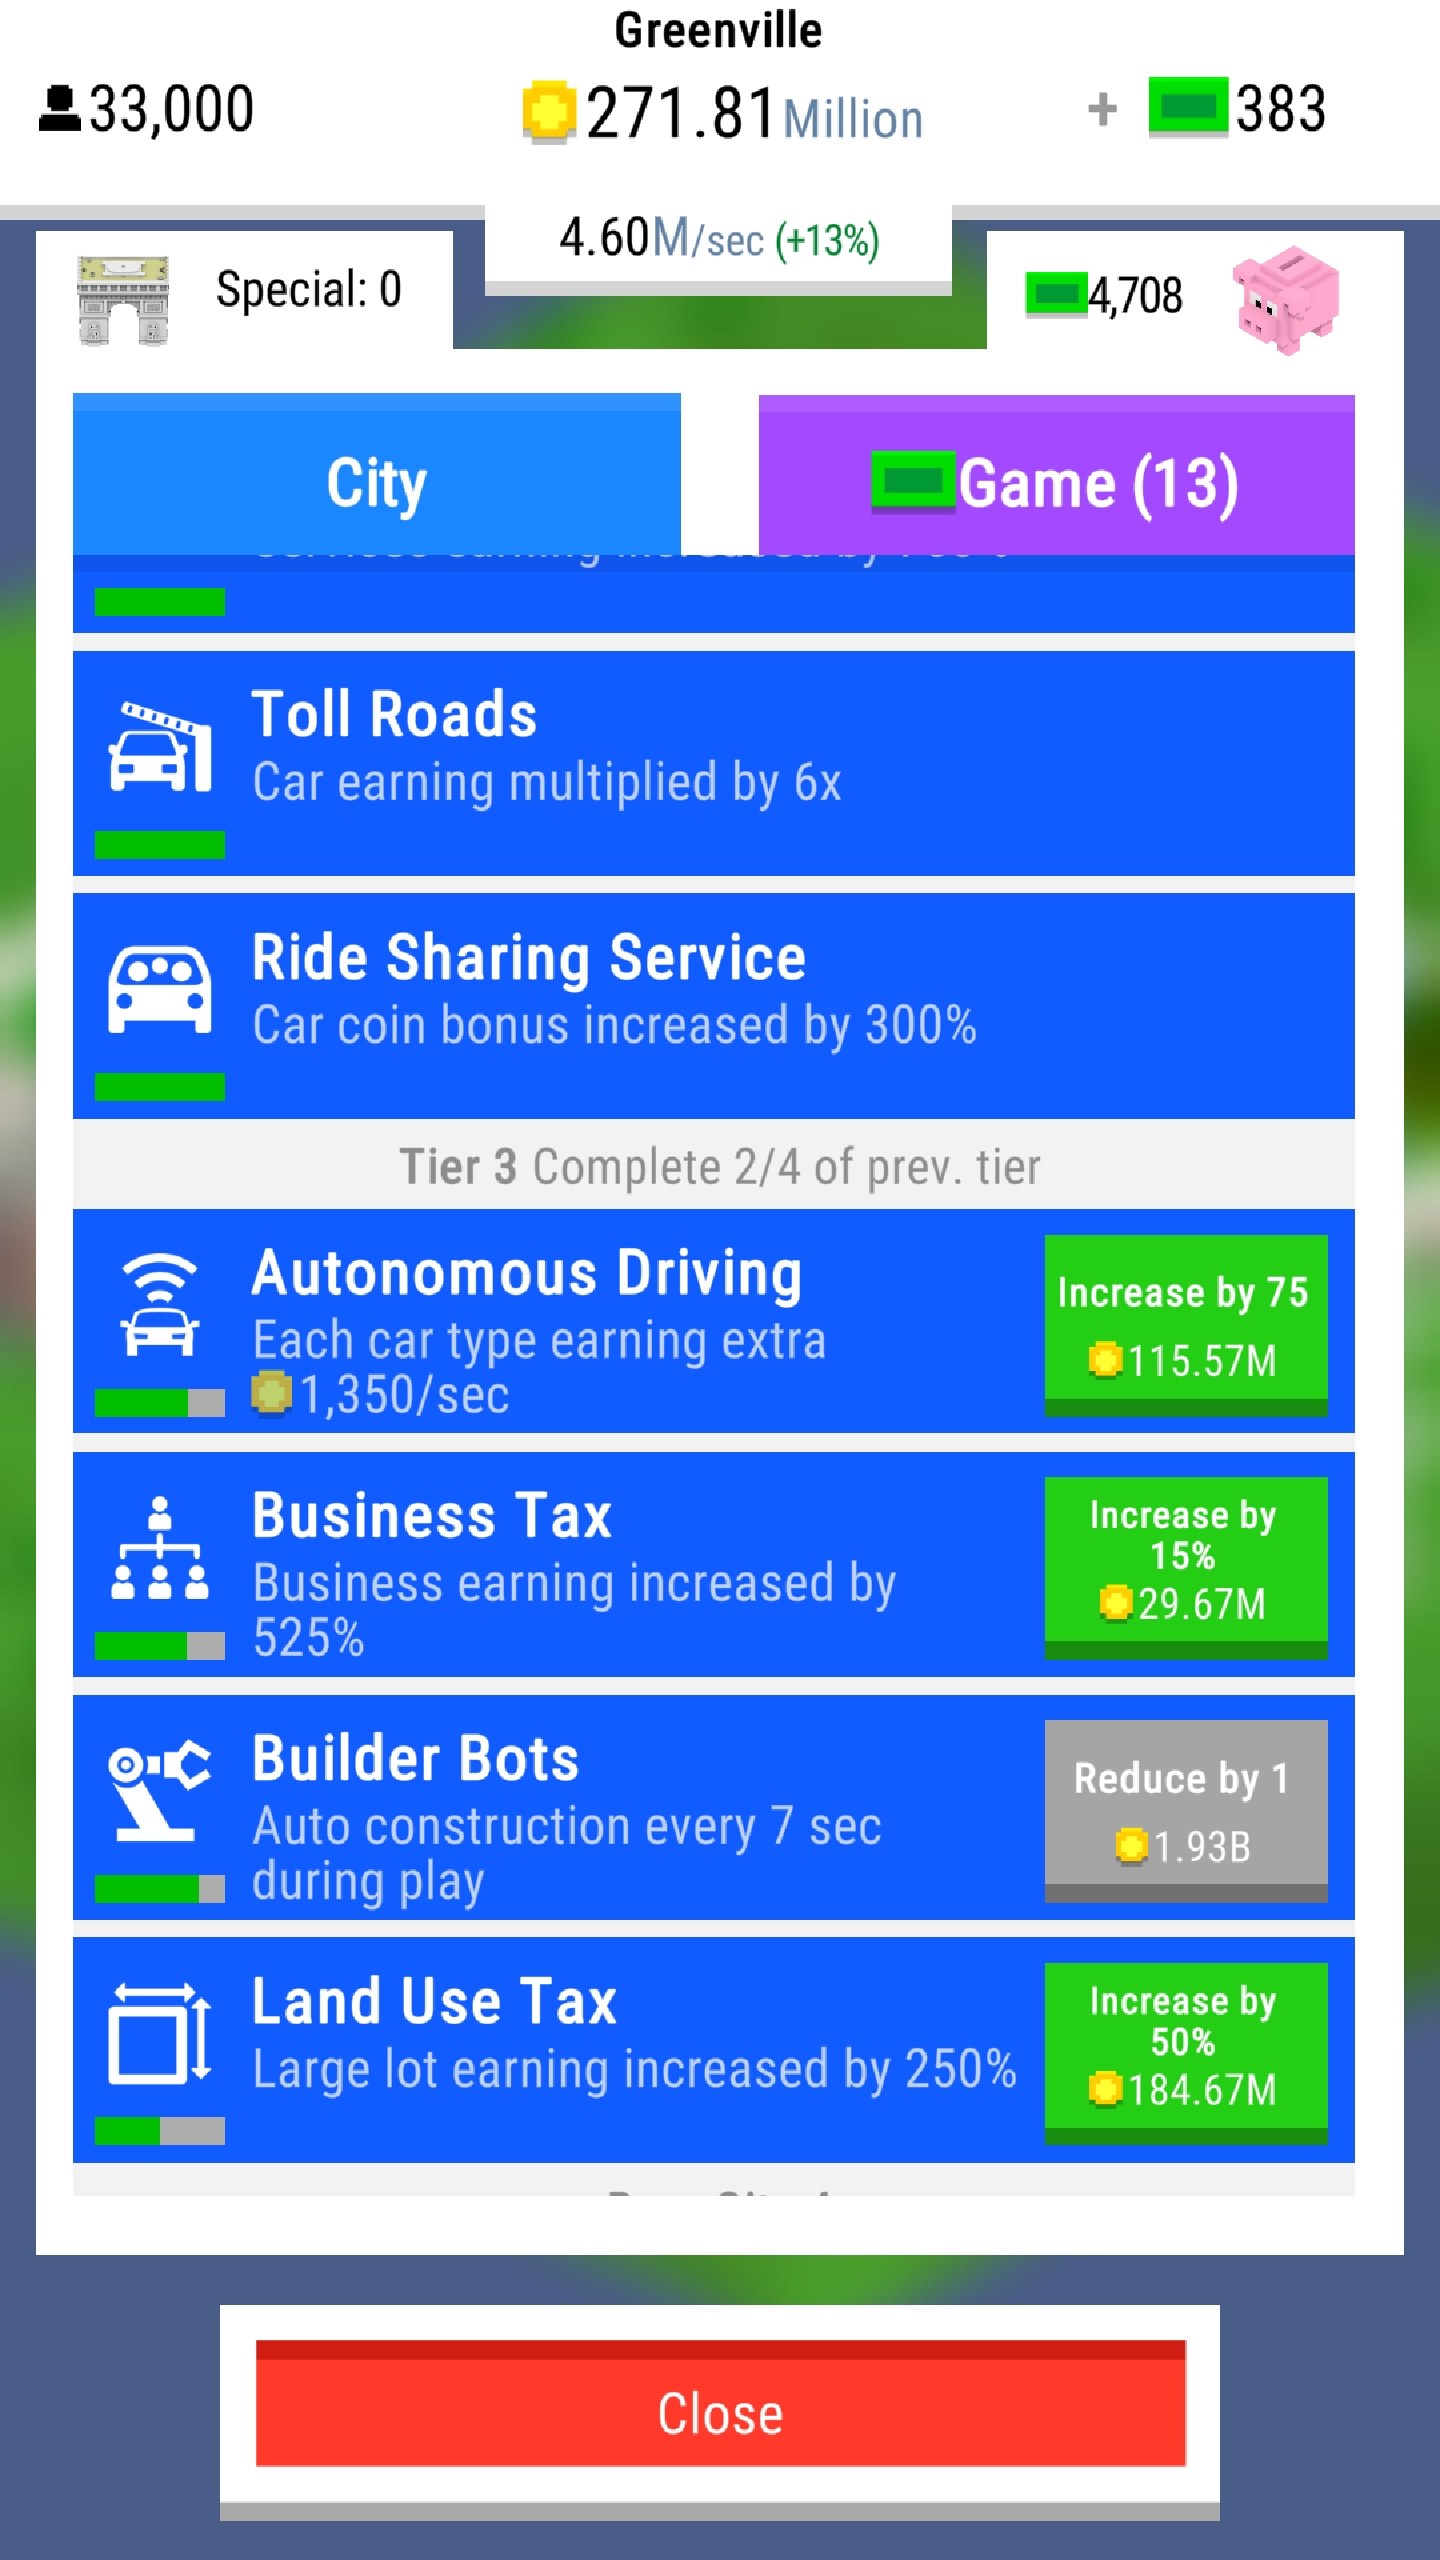 Greenville
33,000
271.81 Million
+ 383
4.60M/sec (+13%)
Special: 0
4,708
City
Game (13)
Toll Roads
Car earning multiplied by 6x
Ride Sharing Service
Car coin bonus increased by 300%
Tier 3 Complete 2/4 of prev. tier
Autonomous Driving
Each car type earning extra
1,350/sec
Increase by 75
115.57M
Business Tax
Business earning increased by
525%
Increase by
15%
29.67M
Builder Bots
Auto construction every 7 sec
during play
Reduce by 1
1.93B
Land Use Tax
Large lot earning increased by 250%
Increase by
50%
184.67M
Close